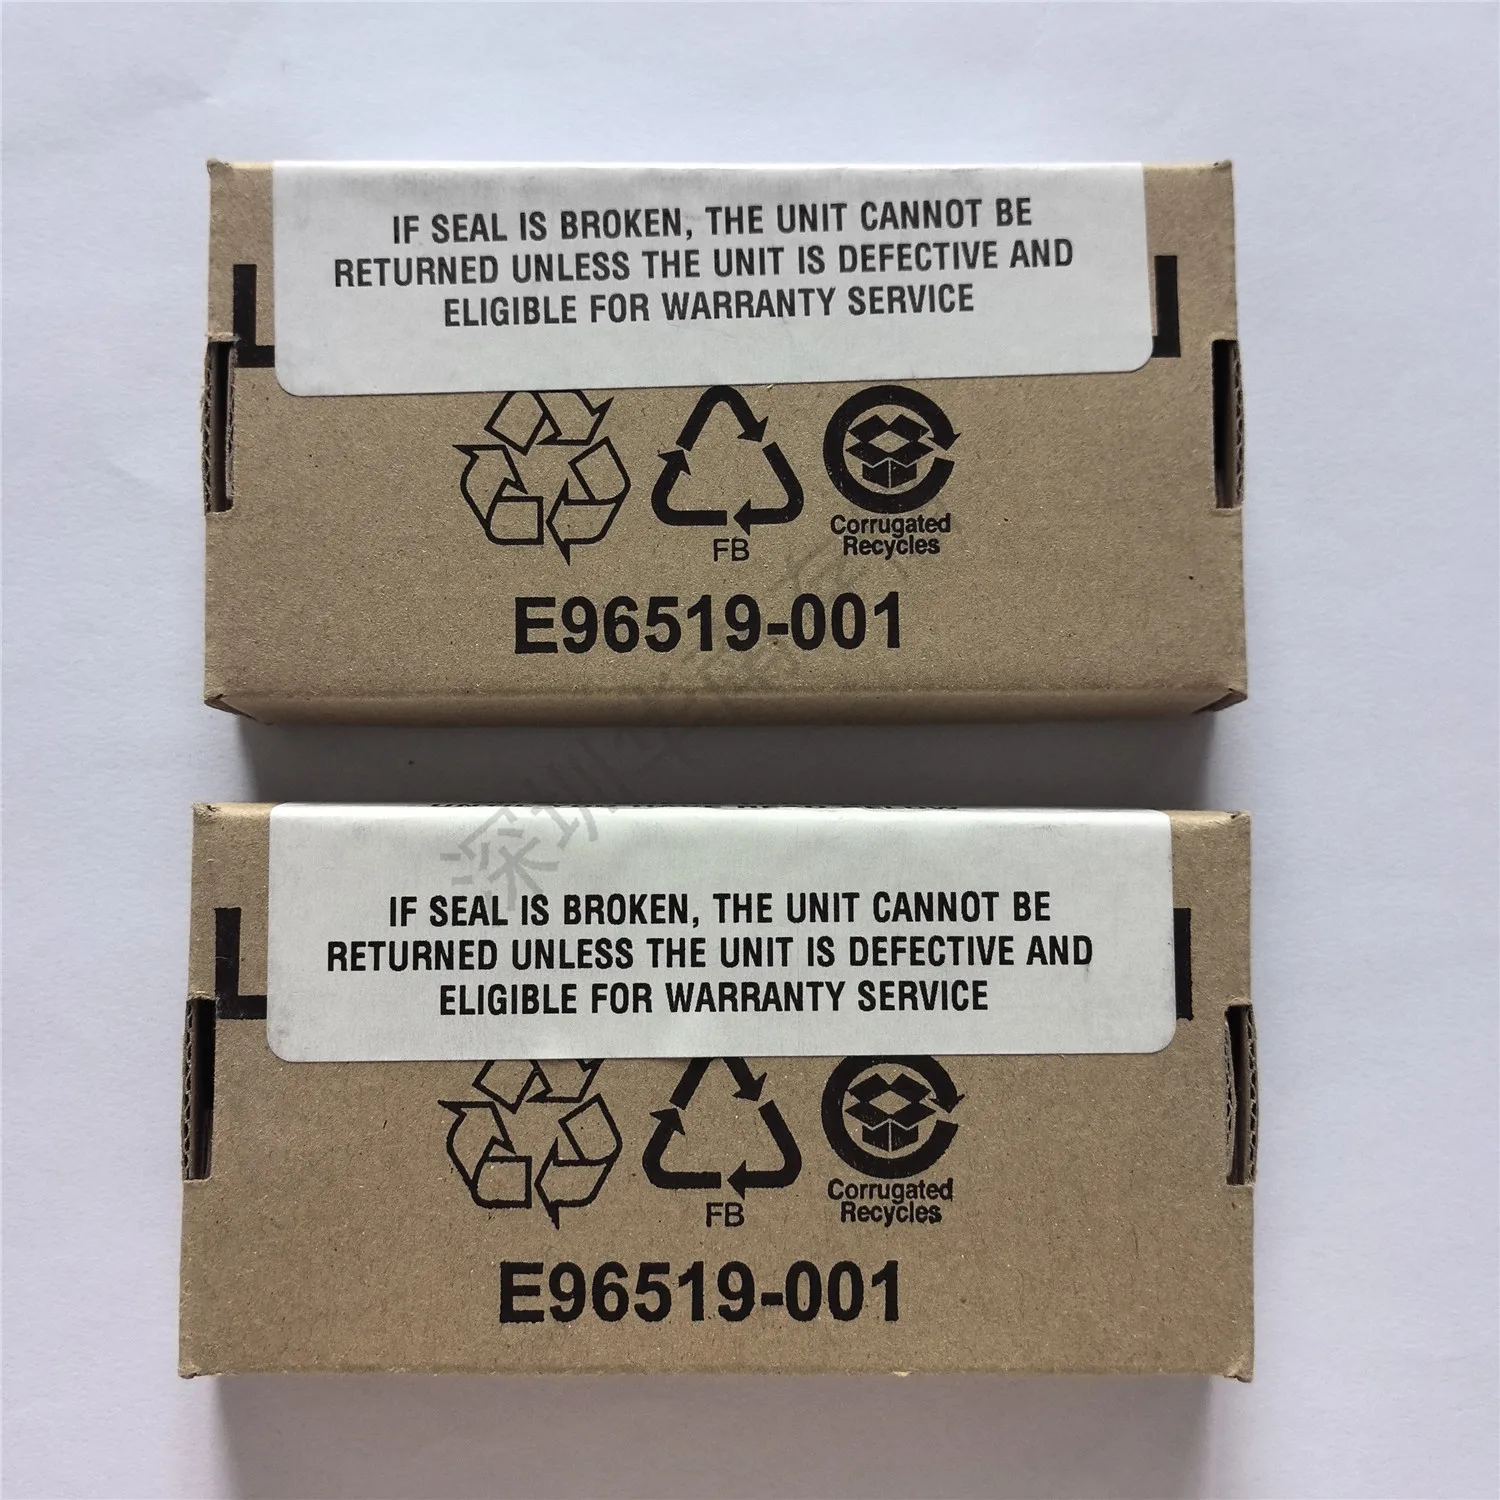 IF SEAL IS BROKEN, THE UNIT CANNOT BE
RETURNED UNLESS THE UNIT IS DEFECTIVE AND
ELIGIBLE FOR WARRANTY SERVICE
FB
Corrugated
Recycles
E96519-001
IF SEAL IS BROKEN, THE UNIT CANNOT BE
RETURNED UNLESS THE UNIT IS DEFECTIVE AND
ELIGIBLE FOR WARRANTY SERVICE
FB
Corrugated
Recycles
E96519-001
深圳